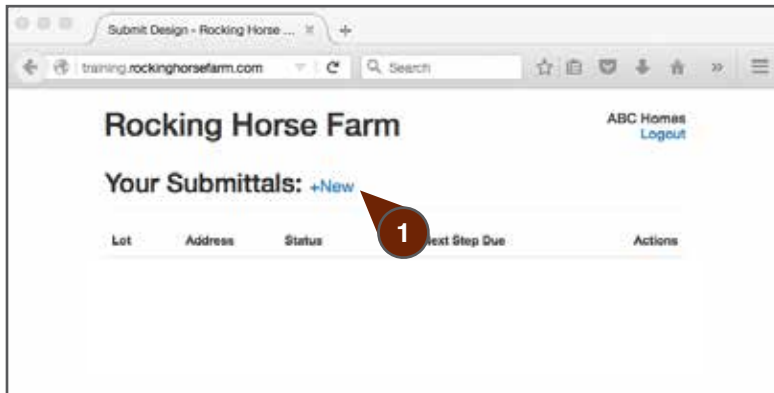 Submit Design - Rocking Horse ...
training.rockinghorsefarm.com Search
Rocking Horse Farm
ABC Homes
Logout
Your Submittals: +New
1
Lot Address Status Next Step Due Actions